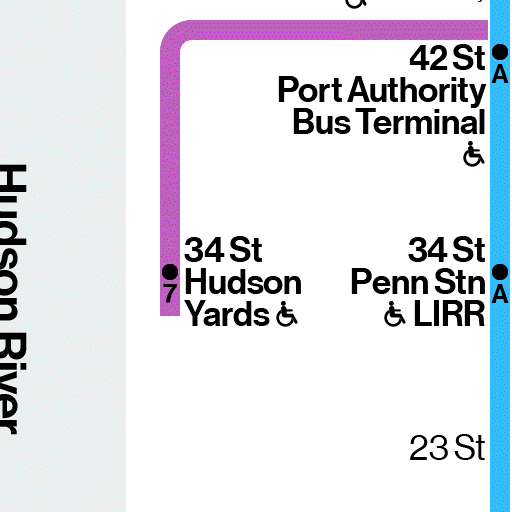 42 St
Port Authority
Bus Terminal
A
34 St
Hudson
Yards
7
34 St
Penn Stn
LIRR
A
23 St
Hudson River